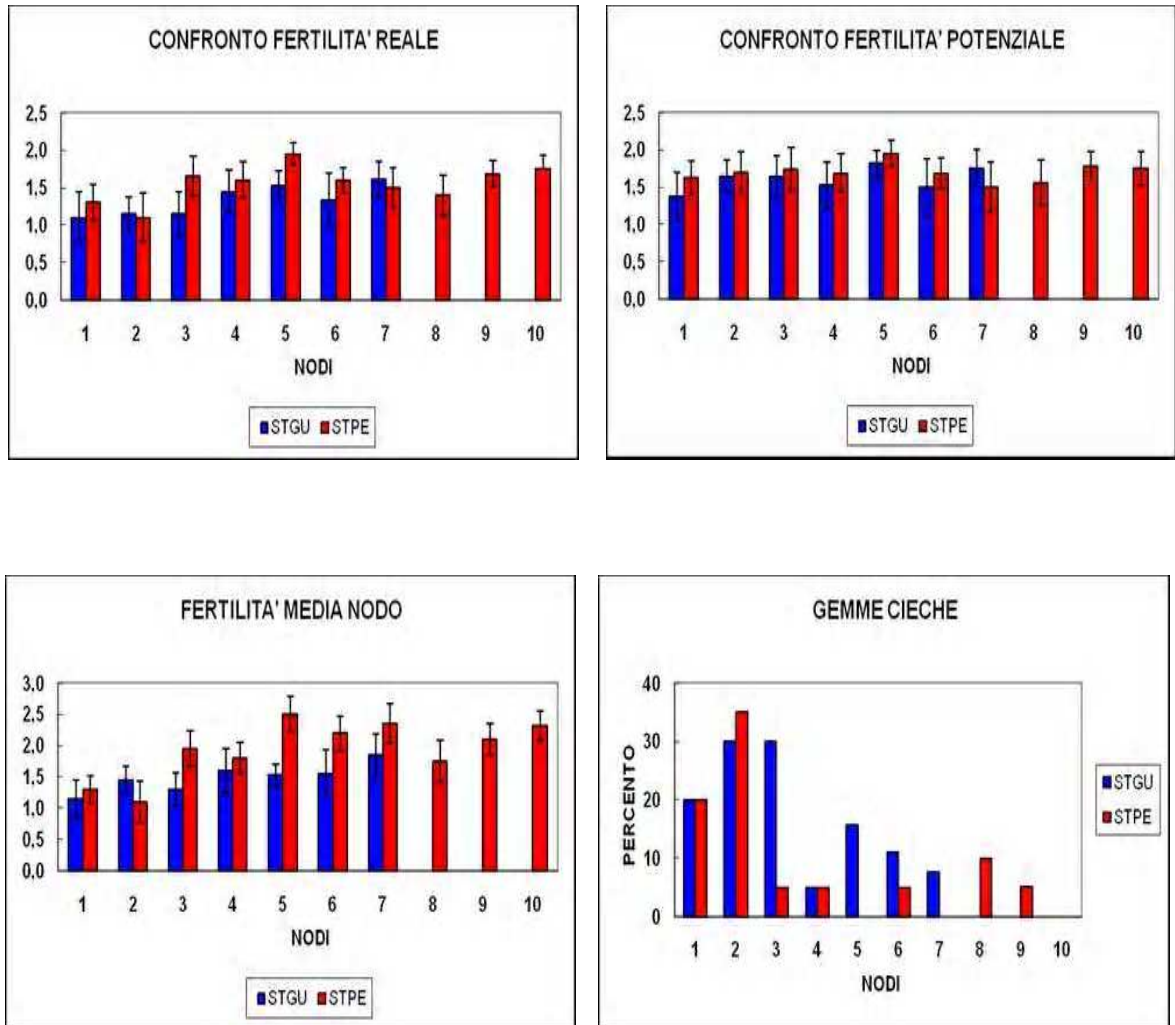 CONFRONTO FERTILITA' REALE
2,5
2,0
1,5
1,0
0,5
0,0
1 2 3 4 5 6 7 8 9 10
NODI
STGU STPE
CONFRONTO FERTILITA' POTENZIALE
2,5
2,0
1,5
1,0
0,5
0,0
1 2 3 4 5 6 7 8 9 10
NODI
STGU STPE
FERTILITA' MEDIA NODO
3,0
2,5
2,0
1,5
1,0
0,5
0,0
1 2 3 4 5 6 7 8 9 10
NODI
STGU STPE
GEMME CIECHE
PERCENTO
40
30
20
10
0
1 2 3 4 5 6 7 8 9 10
NODI
STGU
STPE